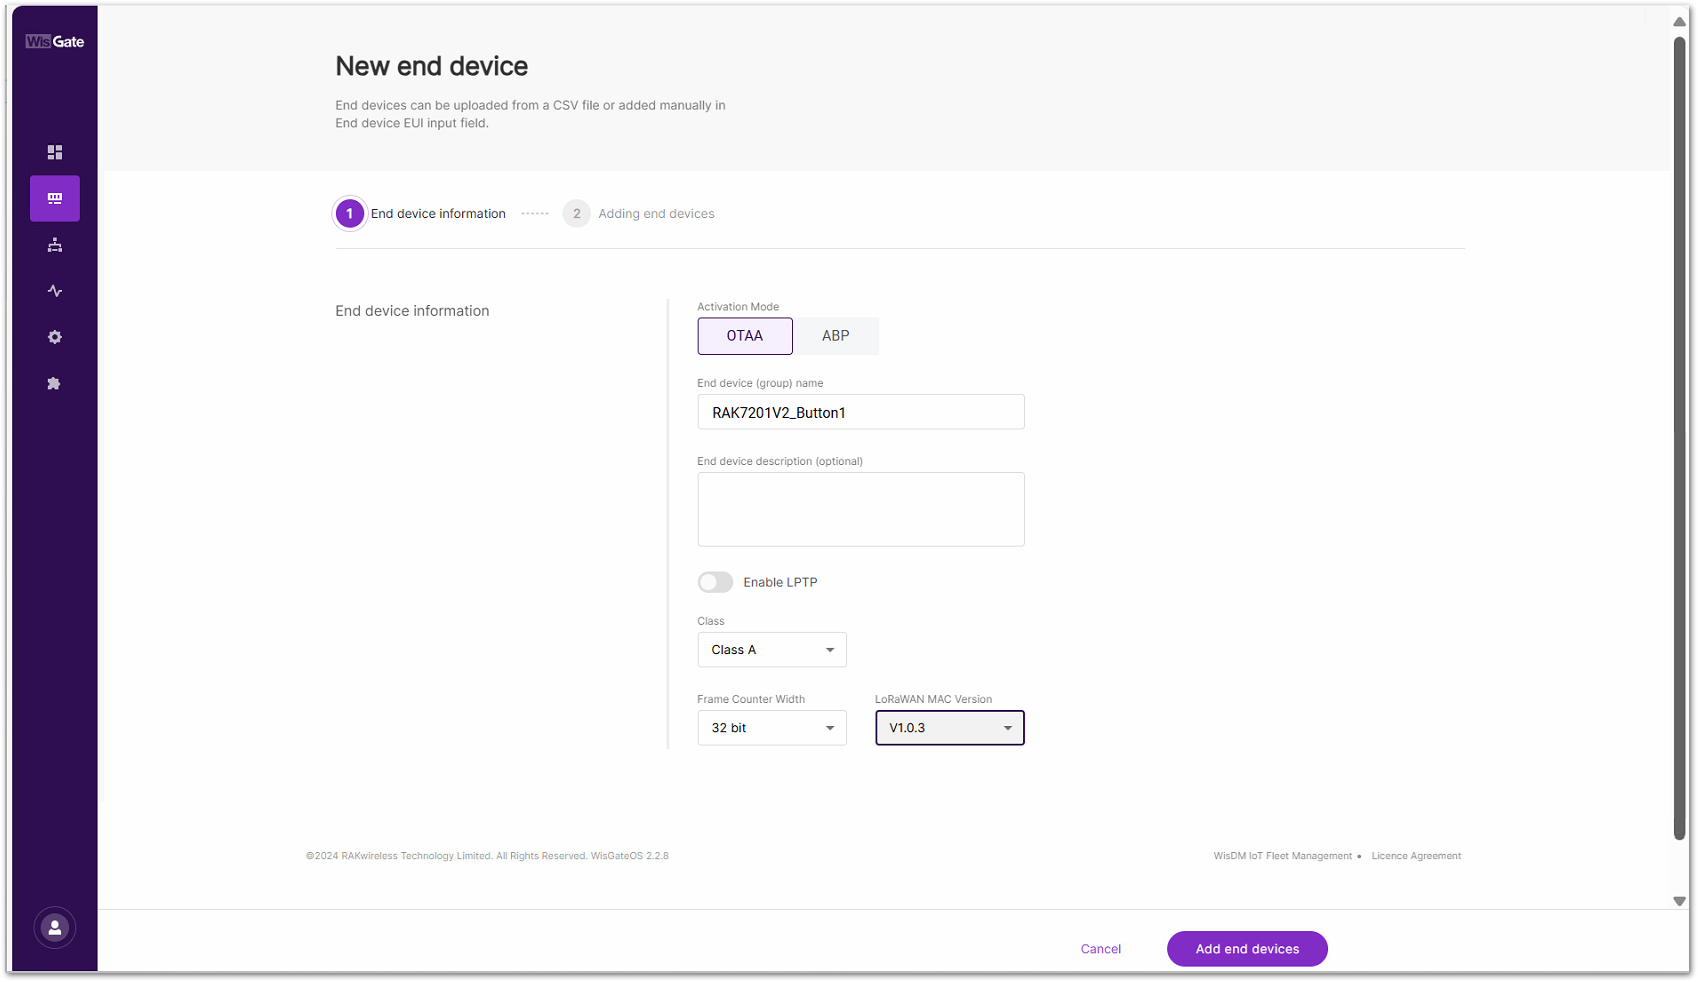 WisGate
New end device
End devices can be uploaded from a CSV file or added manually in
End device EUI input field.
1 End device information ...... 2 Adding end devices
End device information
Activation Mode
OTAA ABP
End device (group) name
RAK7201V2_Button1
End device description (optional)
Enable LPTP
Class
Class A
Frame Counter Width LoRaWAN MAC Version
32 bit V1.0.3
©2024 RAKwireless Technology Limited. All Rights Reserved. WisGateOS 2.2.8 WisDM IoT Fleet Management • Licence Agreement
Cancel Add end devices